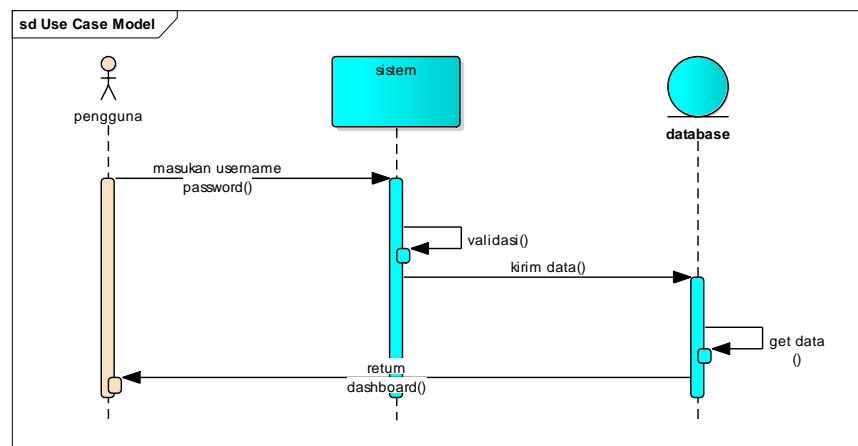 sd Use Case Model
pengguna
sistem
database
masukan username
password()
validasi()
kirim data()
get data
()
return
dashboard()